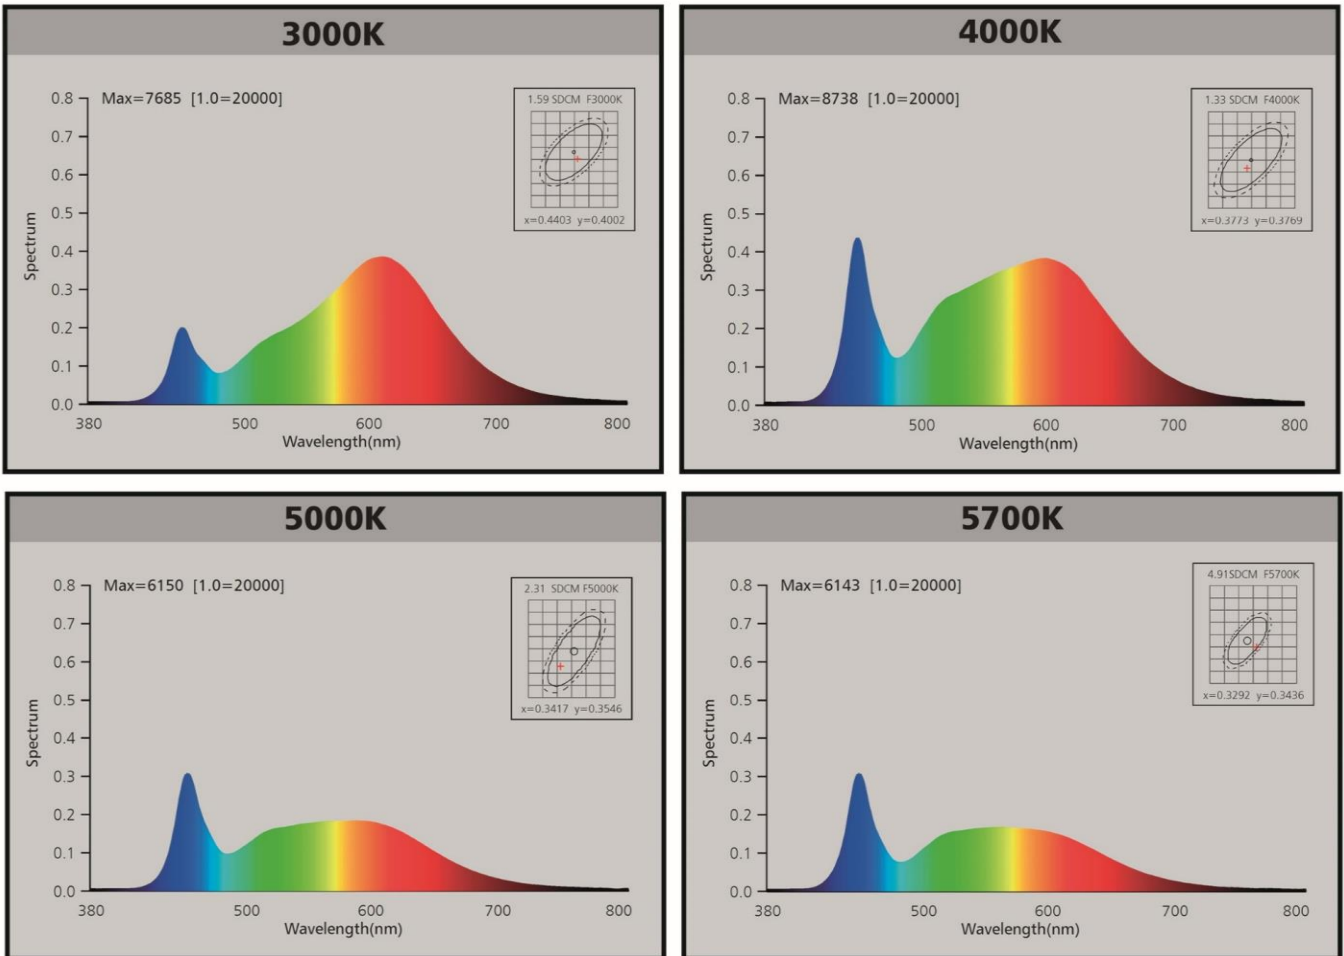 3000K
Max=7685 [1.0=20000]
1.59 SDCM F3000K
x=0.4403 y=0.4002
0.8
0.7
0.6
0.5
0.4
0.3
0.2
0.1
0.0
Spectrum
380 500 600 700 800
Wavelength(nm)
4000K
Max=8738 [1.0=20000]
1.33 SDCM F4000K
x=0.3773 y=0.3769
0.8
0.7
0.6
0.5
0.4
0.3
0.2
0.1
0.0
Spectrum
380 500 600 700 800
Wavelength(nm)
5000K
Max=6150 [1.0=20000]
2.31 SDCM F5000K
x=0.3417 y=0.3546
0.8
0.7
0.6
0.5
0.4
0.3
0.2
0.1
0.0
Spectrum
380 500 600 700 800
Wavelength(nm)
5700K
Max=6143 [1.0=20000]
4.91SDCM F5700K
x=0.3292 y=0.3436
0.8
0.7
0.6
0.5
0.4
0.3
0.2
0.1
0.0
Spectrum
380 500 600 700 800
Wavelength(nm)